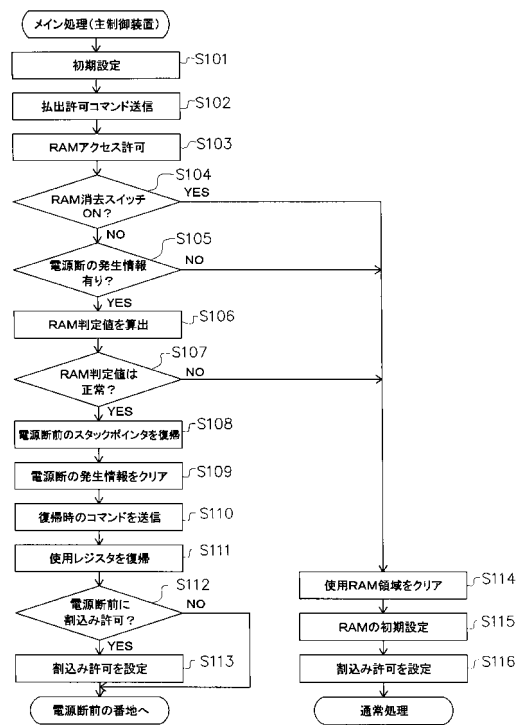 メイン処理(主制御装置)
初期設定
S101
払出許可コマンド送信
S102
RAMアクセス許可
S103
S104
RAM消去スイッチ
ON?
YES
NO
S105
電源断の発生情報
有り?
NO
YES
RAM判定値を算出
S106
S107
RAM判定値は
正常?
NO
YES
電源断前のスタックポインタを復帰
S108
電源断の発生情報をクリア
S109
復帰時のコマンドを送信
S110
使用レジスタを復帰
S111
S112
電源断前に
割込み許可?
NO
YES
割込み許可を設定
S113
電源断前の番地へ
使用RAM領域をクリア
S114
RAMの初期設定
S115
割込み許可を設定
S116
通常処理